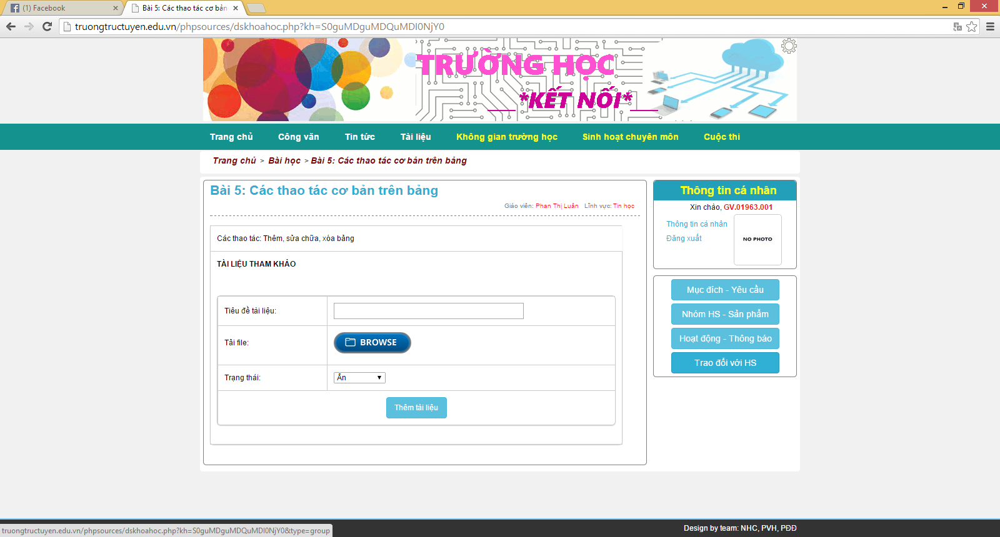 (1) Facebook
Bài 5: Các thao tác cơ bản
truongtructuyen.edu.vn/phpsources/dskhoahoc.php?kh=S0guMDguMDQuMDI0NjY0
TRƯỜNG HỌC
*KẾT NỐI*
Trang chủ Công văn Tin tức Tài liệu Không gian trường học Sinh hoạt chuyên môn Cuộc thi
Trang chủ > Bài học > Bài 5: Các thao tác cơ bản trên bảng
Bài 5: Các thao tác cơ bản trên bảng
Giáo viên: Phan Thị Luân Lĩnh vực: Tin học
Các thao tác: Thêm, sửa chữa, xóa bảng
TÀI LIỆU THAM KHẢO
Tiêu đề tài liệu:
Tải file: BROWSE
Trạng thái: Ẩn
Thêm tài liệu
Thông tin cá nhân
Xin chào, GV.01963.001
Thông tin cá nhân
Đăng xuất
NO PHOTO
Mục đích - Yêu cầu
Nhóm HS - Sản phẩm
Hoạt động - Thông báo
Trao đổi với HS
Design by team: NHC, PVH, PĐĐ
truongtructuyen.edu.vn/phpsources/dskhoahoc.php?kh=S0guMDguMDQuMDI0NjY0&type=group